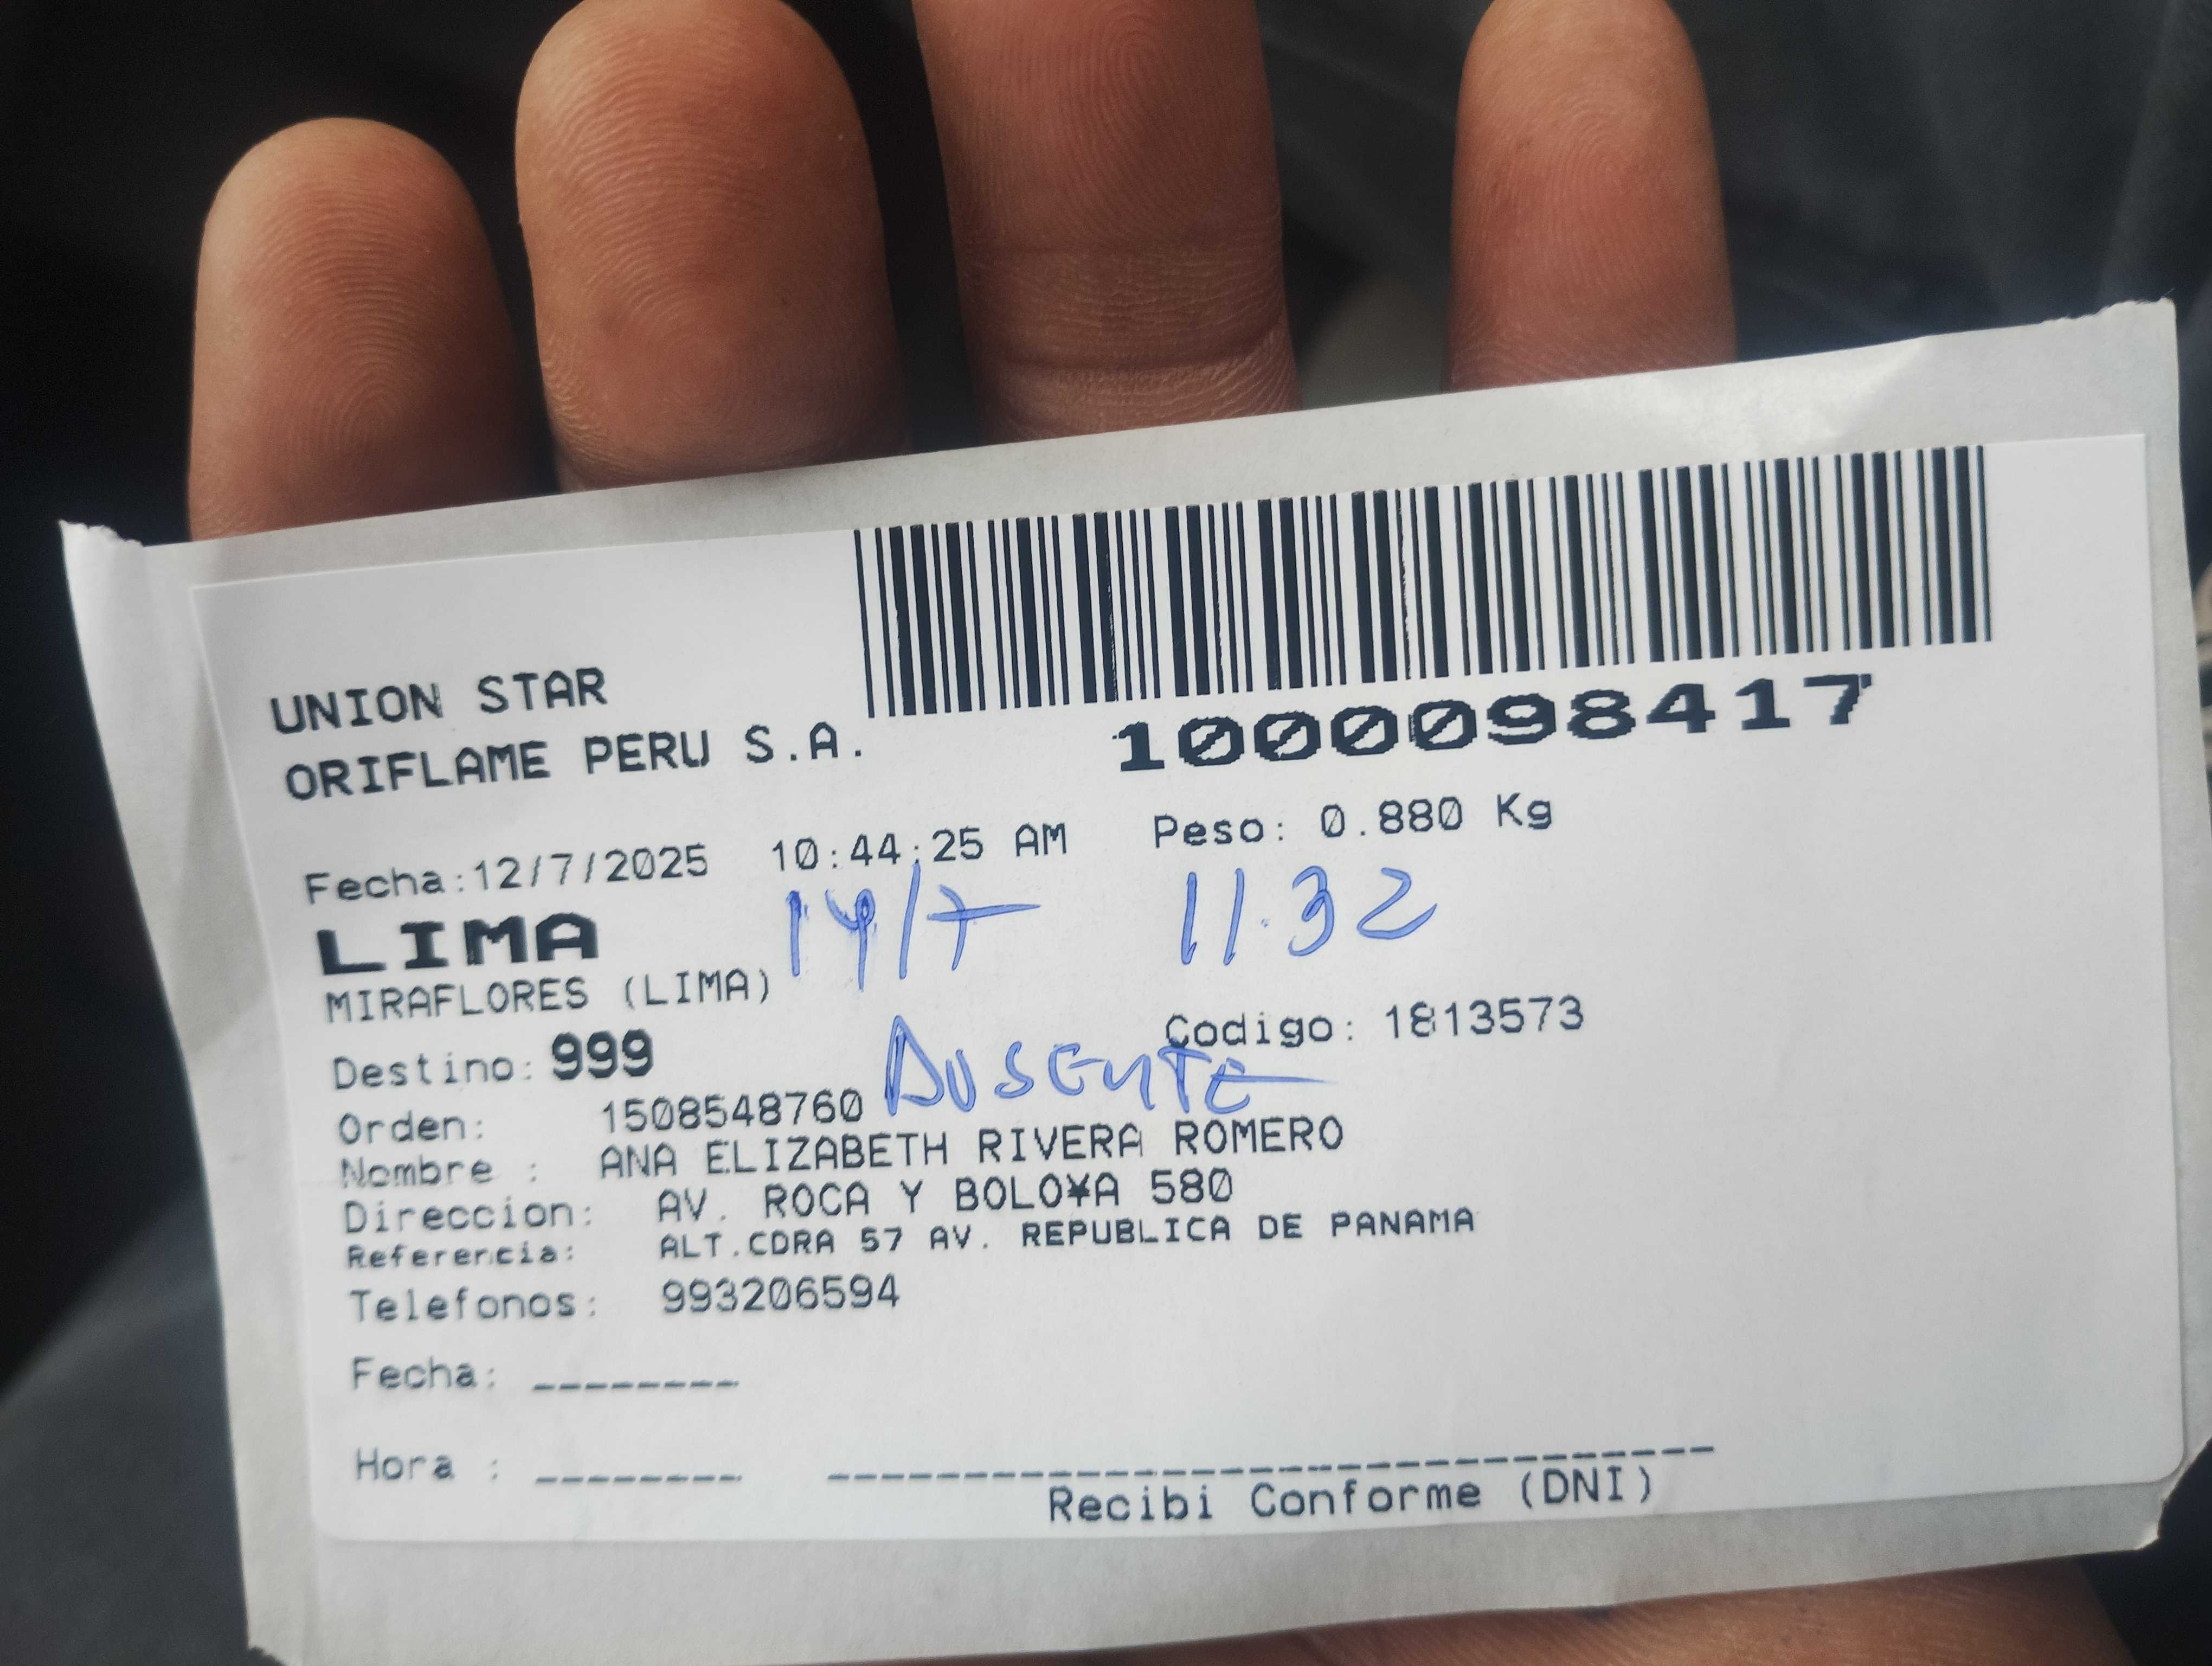 UNION STAR
ORIFLAME PERU S.A.
1000098417
Fecha:12/7/2025 10:44:25 AM Peso: 0.880 Kg
14/7 11.32
LIMA
MIRAFLORES (LIMA)
Codigo: 1813573
Destino: 999
Ausente
Orden: 1508548760
Nombre : ANA ELIZABETH RIVERA ROMERO
Direccion: AV. ROCA Y BOLO¥A 580
Referencia: ALT.CDRA 57 AV. REPUBLICA DE PANAMA
Telefonos: 993206594
Fecha: --------
Hora : --------
Recibi Conforme (DNI)